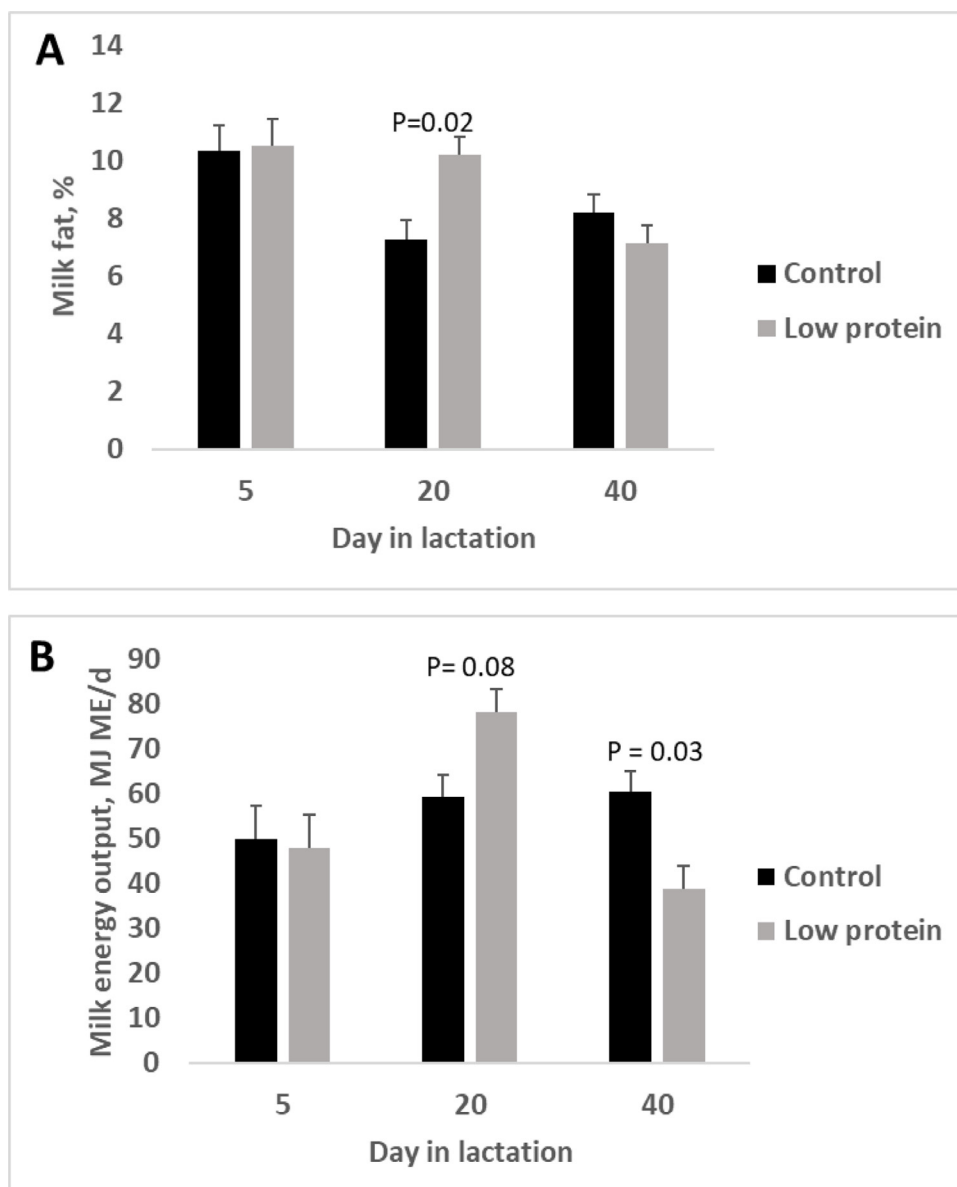 A
14
12
10
8
6
4
2
0
Milk fat, %
P=0.02
5 20 40
Day in lactation
Control
Low protein
B
90
80
70
60
50
40
30
20
10
0
Milk energy output, MJ ME/d
P= 0.08
P = 0.03
5 20 40
Day in lactation
Control
Low protein